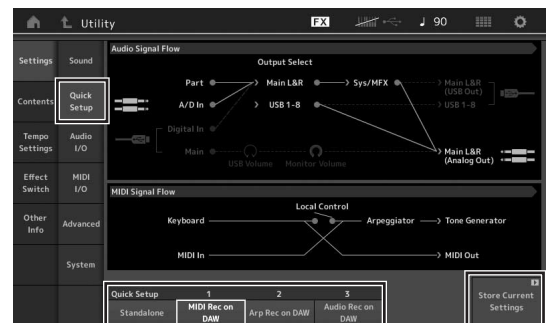 Utility
FX
90
Settings
Sound
Contents
Quick
Setup
Tempo
Settings
Audio
I/O
Effect
Switch
MIDI
I/O
Other
Info
Advanced
System
Audio Signal Flow
Output Select
Part
Main L&R
Sys/MFX
Main L&R
(USB Out)
A/D In
USB 1-8
USB 1-8
Digital In
Main
USB Volume
Monitor Volume
Main L&R
(Analog Out)
MIDI Signal Flow
Local Control
Keyboard
Arpeggiator
Tone Generator
MIDI In
MIDI Out
Quick Setup
1
2
3
Standalone
MIDI Rec on
DAW
Arp Rec on DAW
Audio Rec on
DAW
Store Current
Settings